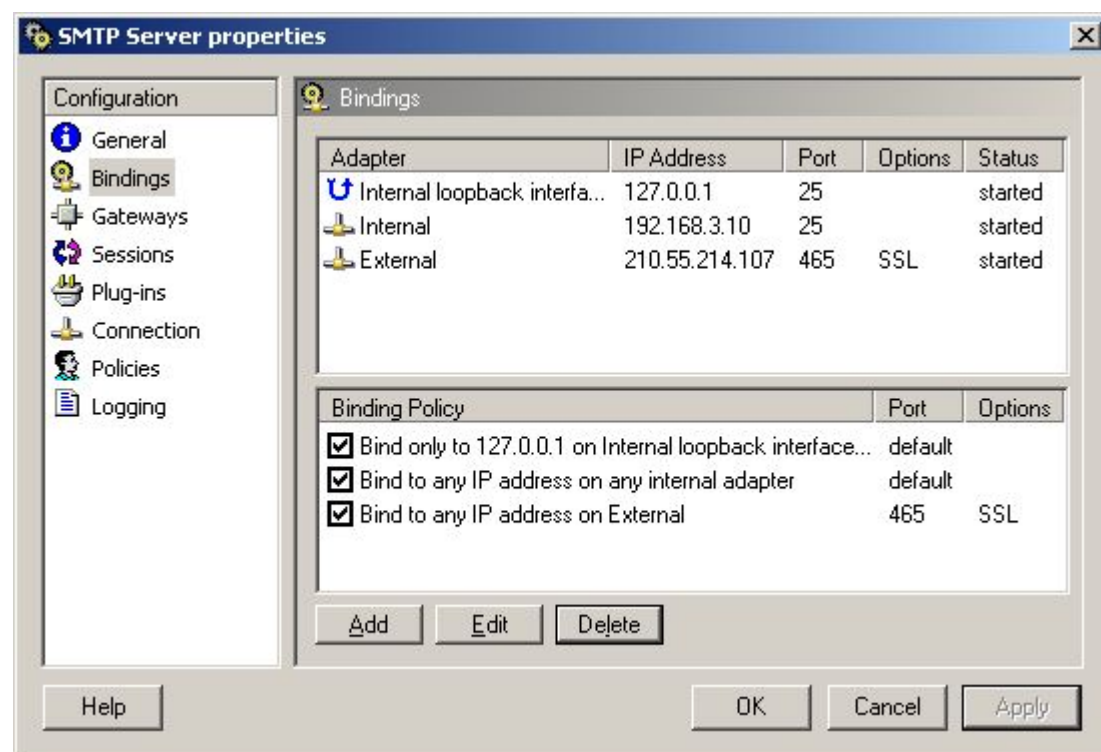 SMTP Server properties
Configuration
General
Bindings
Gateways
Sessions
Plug-ins
Connection
Policies
Logging
Bindings
Adapter IP Address Port Options Status
Internal loopback interfa... 127.0.0.1 25 started
Internal 192.168.3.10 25 started
External 210.55.214.107 465 SSL started
Binding Policy Port Options
Bind only to 127.0.0.1 on Internal loopback interface... default
Bind to any IP address on any internal adapter default
Bind to any IP address on External 465 SSL
Add Edit Delete
Help OK Cancel Apply